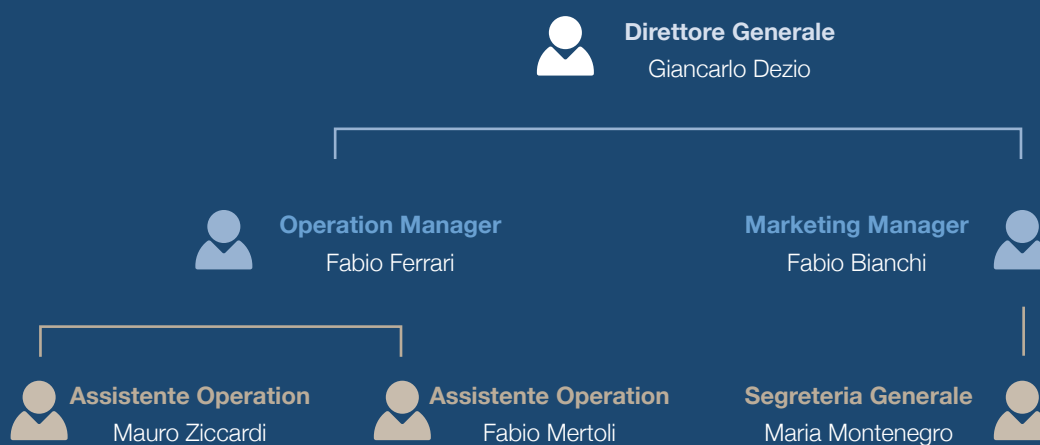 Direttore Generale
Giancarlo Dezio
Operation Manager
Fabio Ferrari
Marketing Manager
Fabio Bianchi
Assistente Operation
Mauro Ziccardi
Assistente Operation
Fabio Mertoli
Segreteria Generale
Maria Montenegro